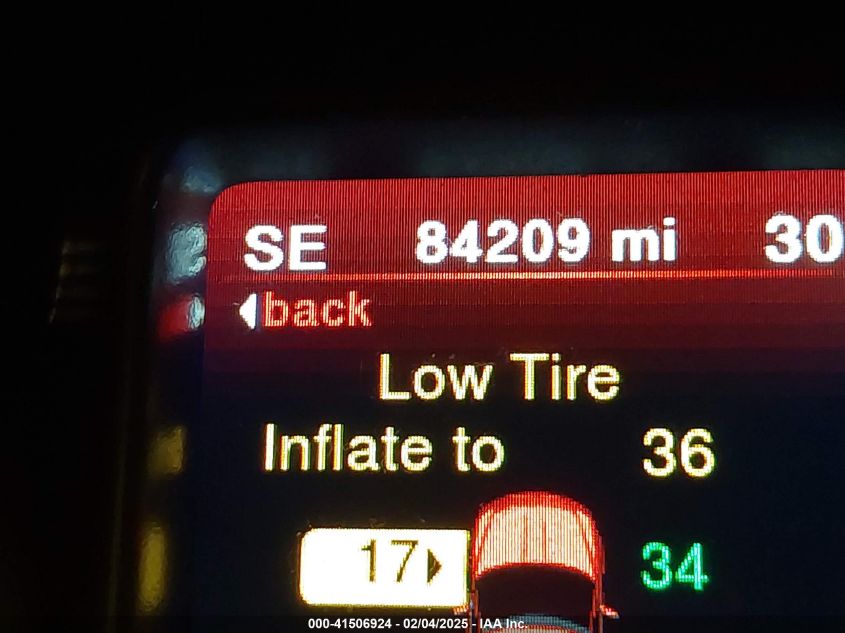 SE 84209 mi 30
back
Low Tire
Inflate to 36
17 34
000-41506924 - 02/04/2025 - IAA Inc.